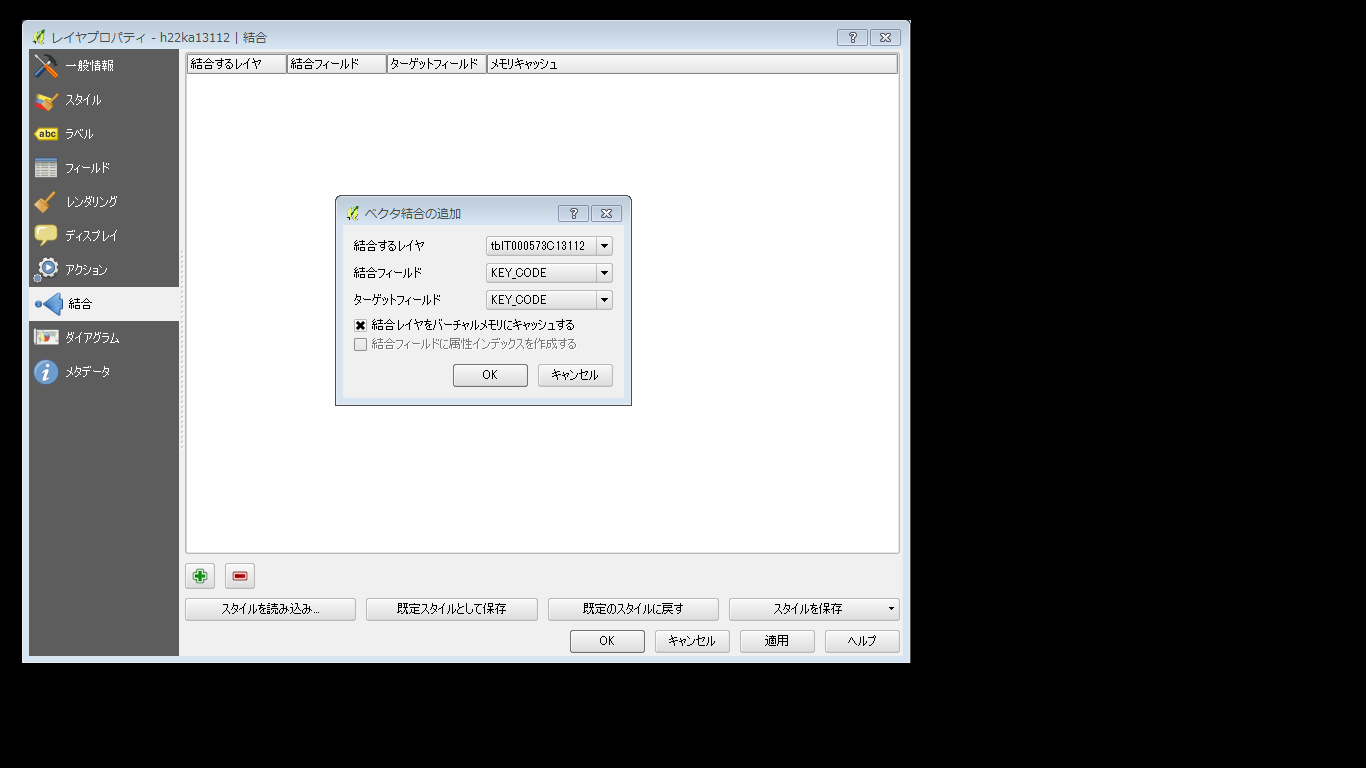 レイヤプロパティ - h22ka13112 | 結合
一般情報
スタイル
ラベル
フィールド
レンダリング
ディスプレイ
アクション
結合
ダイアグラム
メタデータ
結合するレイヤ 結合フィールド ターゲットフィールド メモリキャッシュ
abc
ベクタ結合の追加
結合するレイヤ tblT000573C13112
結合フィールド KEY_CODE
ターゲットフィールド KEY_CODE
結合レイヤをバーチャルメモリにキャッシュする
結合フィールドに属性インデックスを作成する
OK キャンセル
スタイルを読み込み... 既定スタイルとして保存 既定のスタイルに戻す スタイルを保存
OK キャンセル 適用 ヘルプ